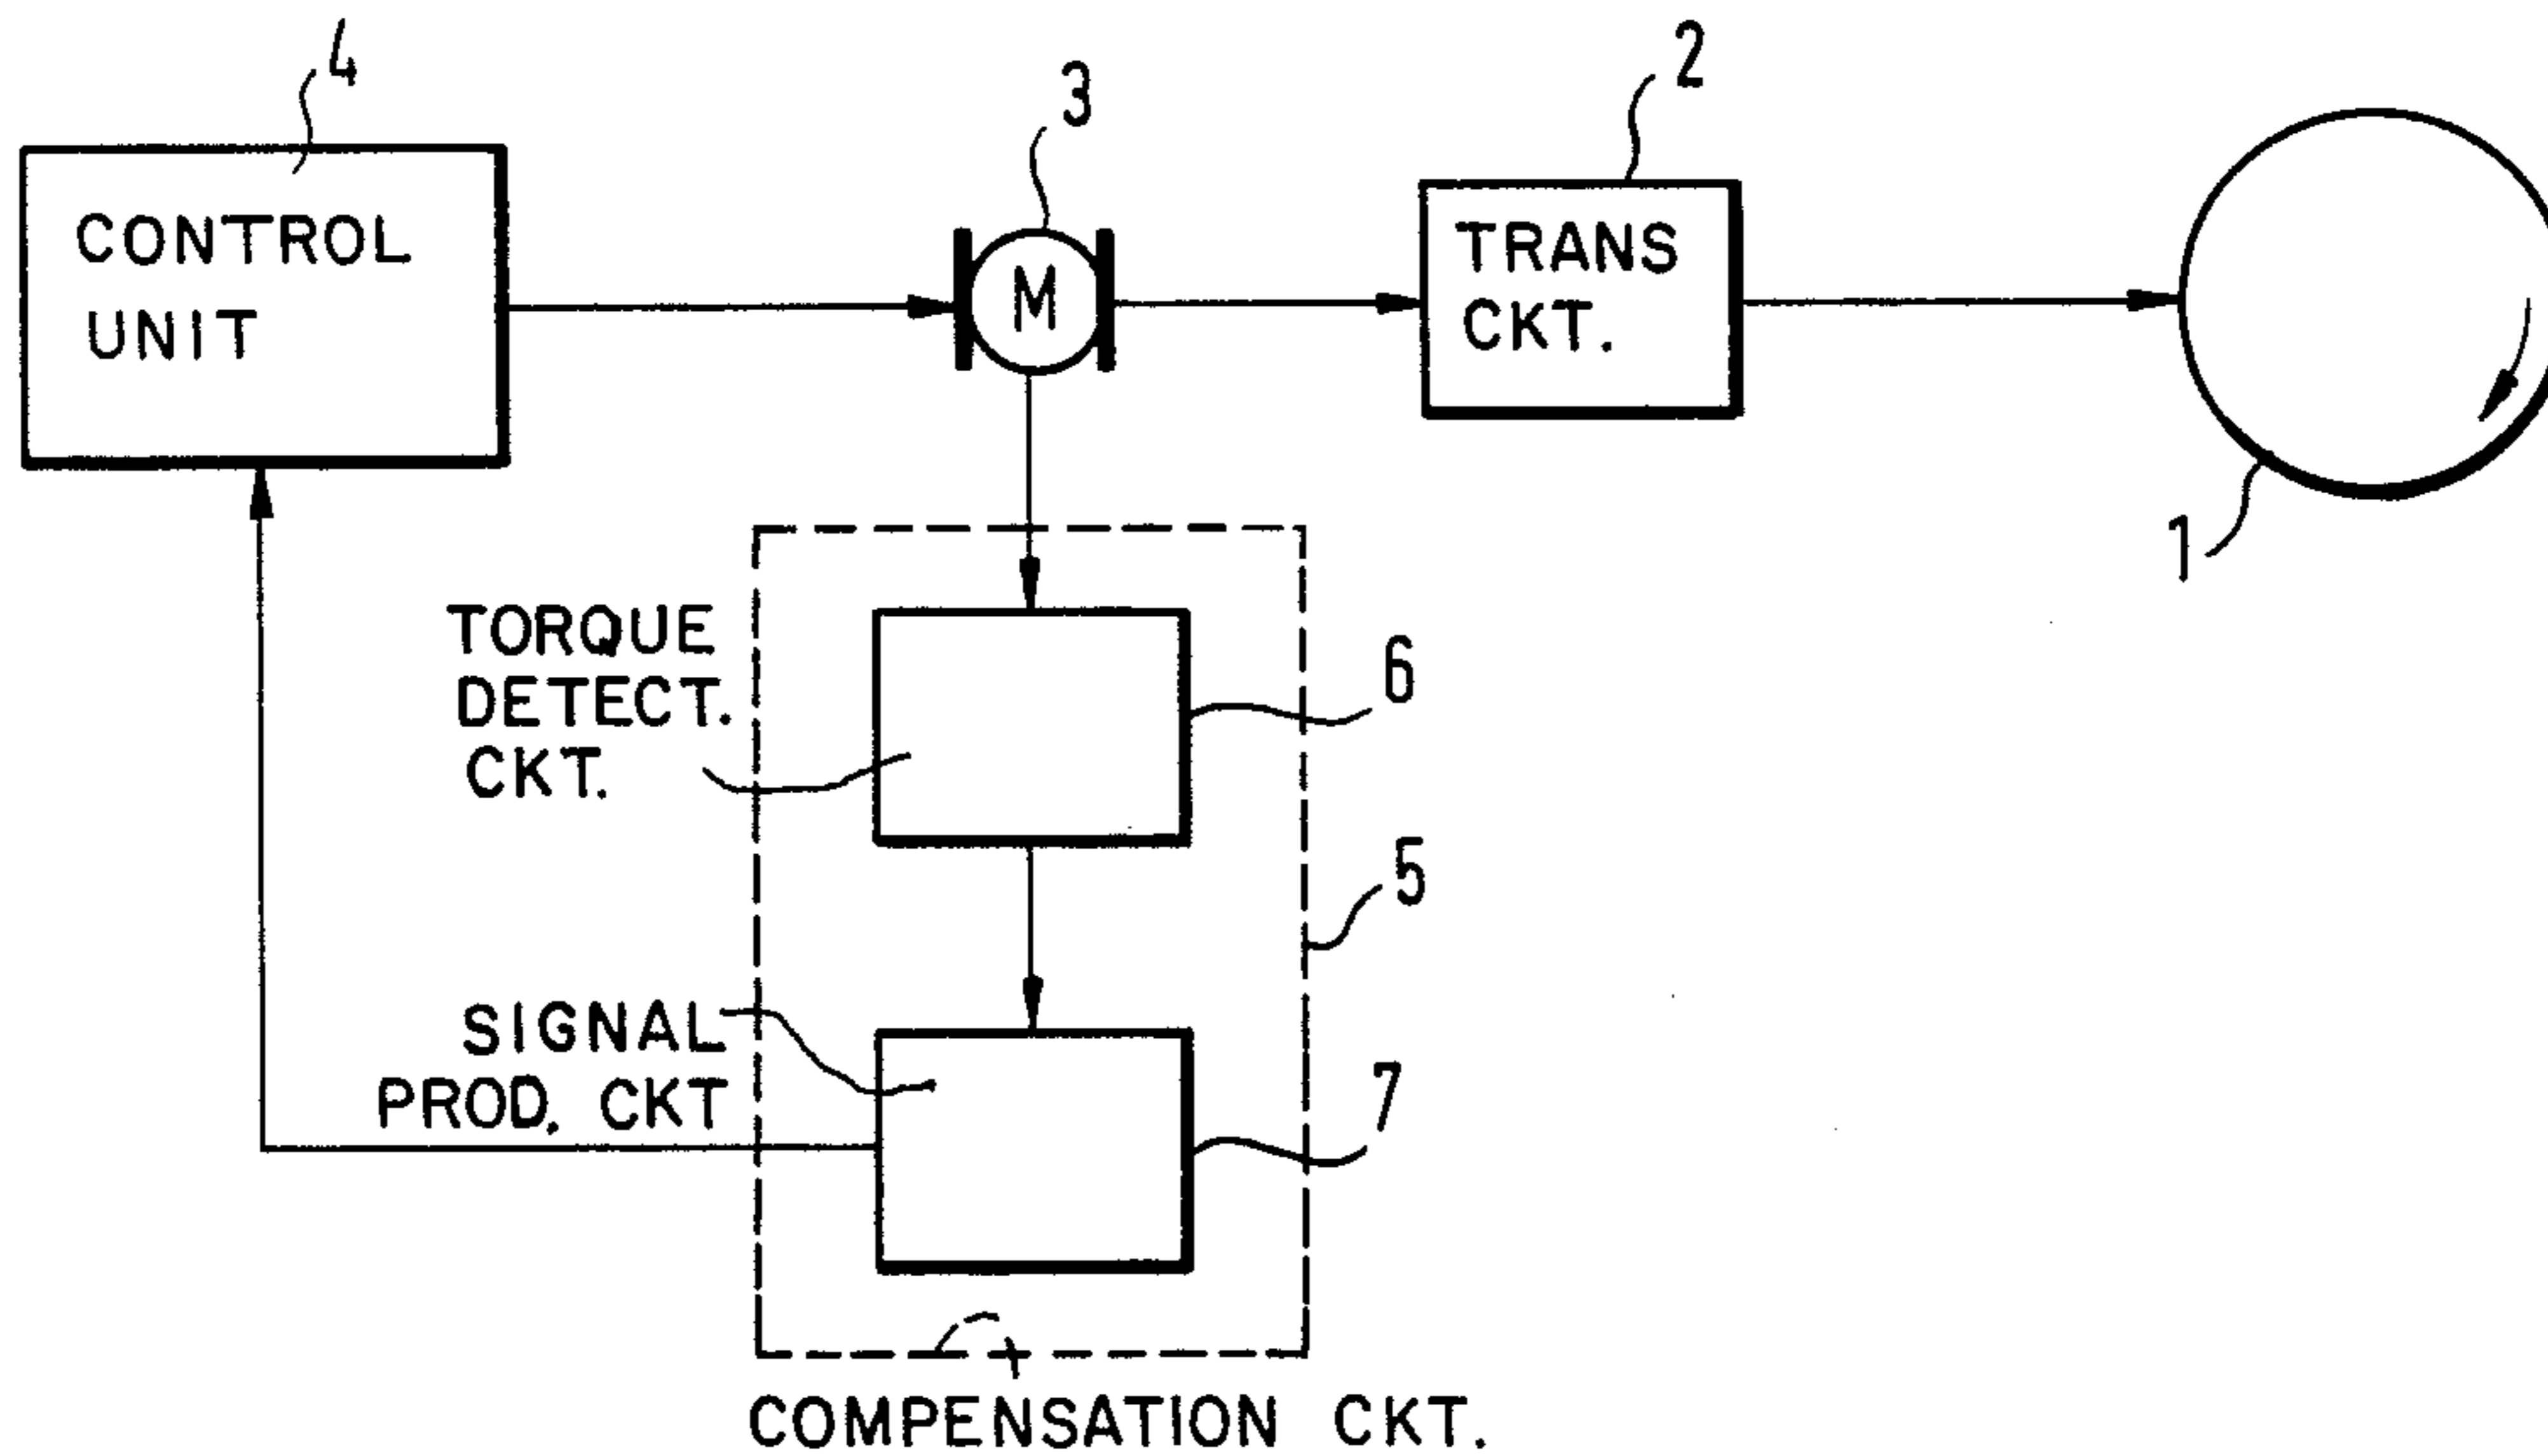 4
3
2
CONTROL
UNIT
M
TRANS
CKT.
1
TORQUE
DETECT.
CKT.
6
5
SIGNAL
PROD. CKT
7
COMPENSATION CKT.